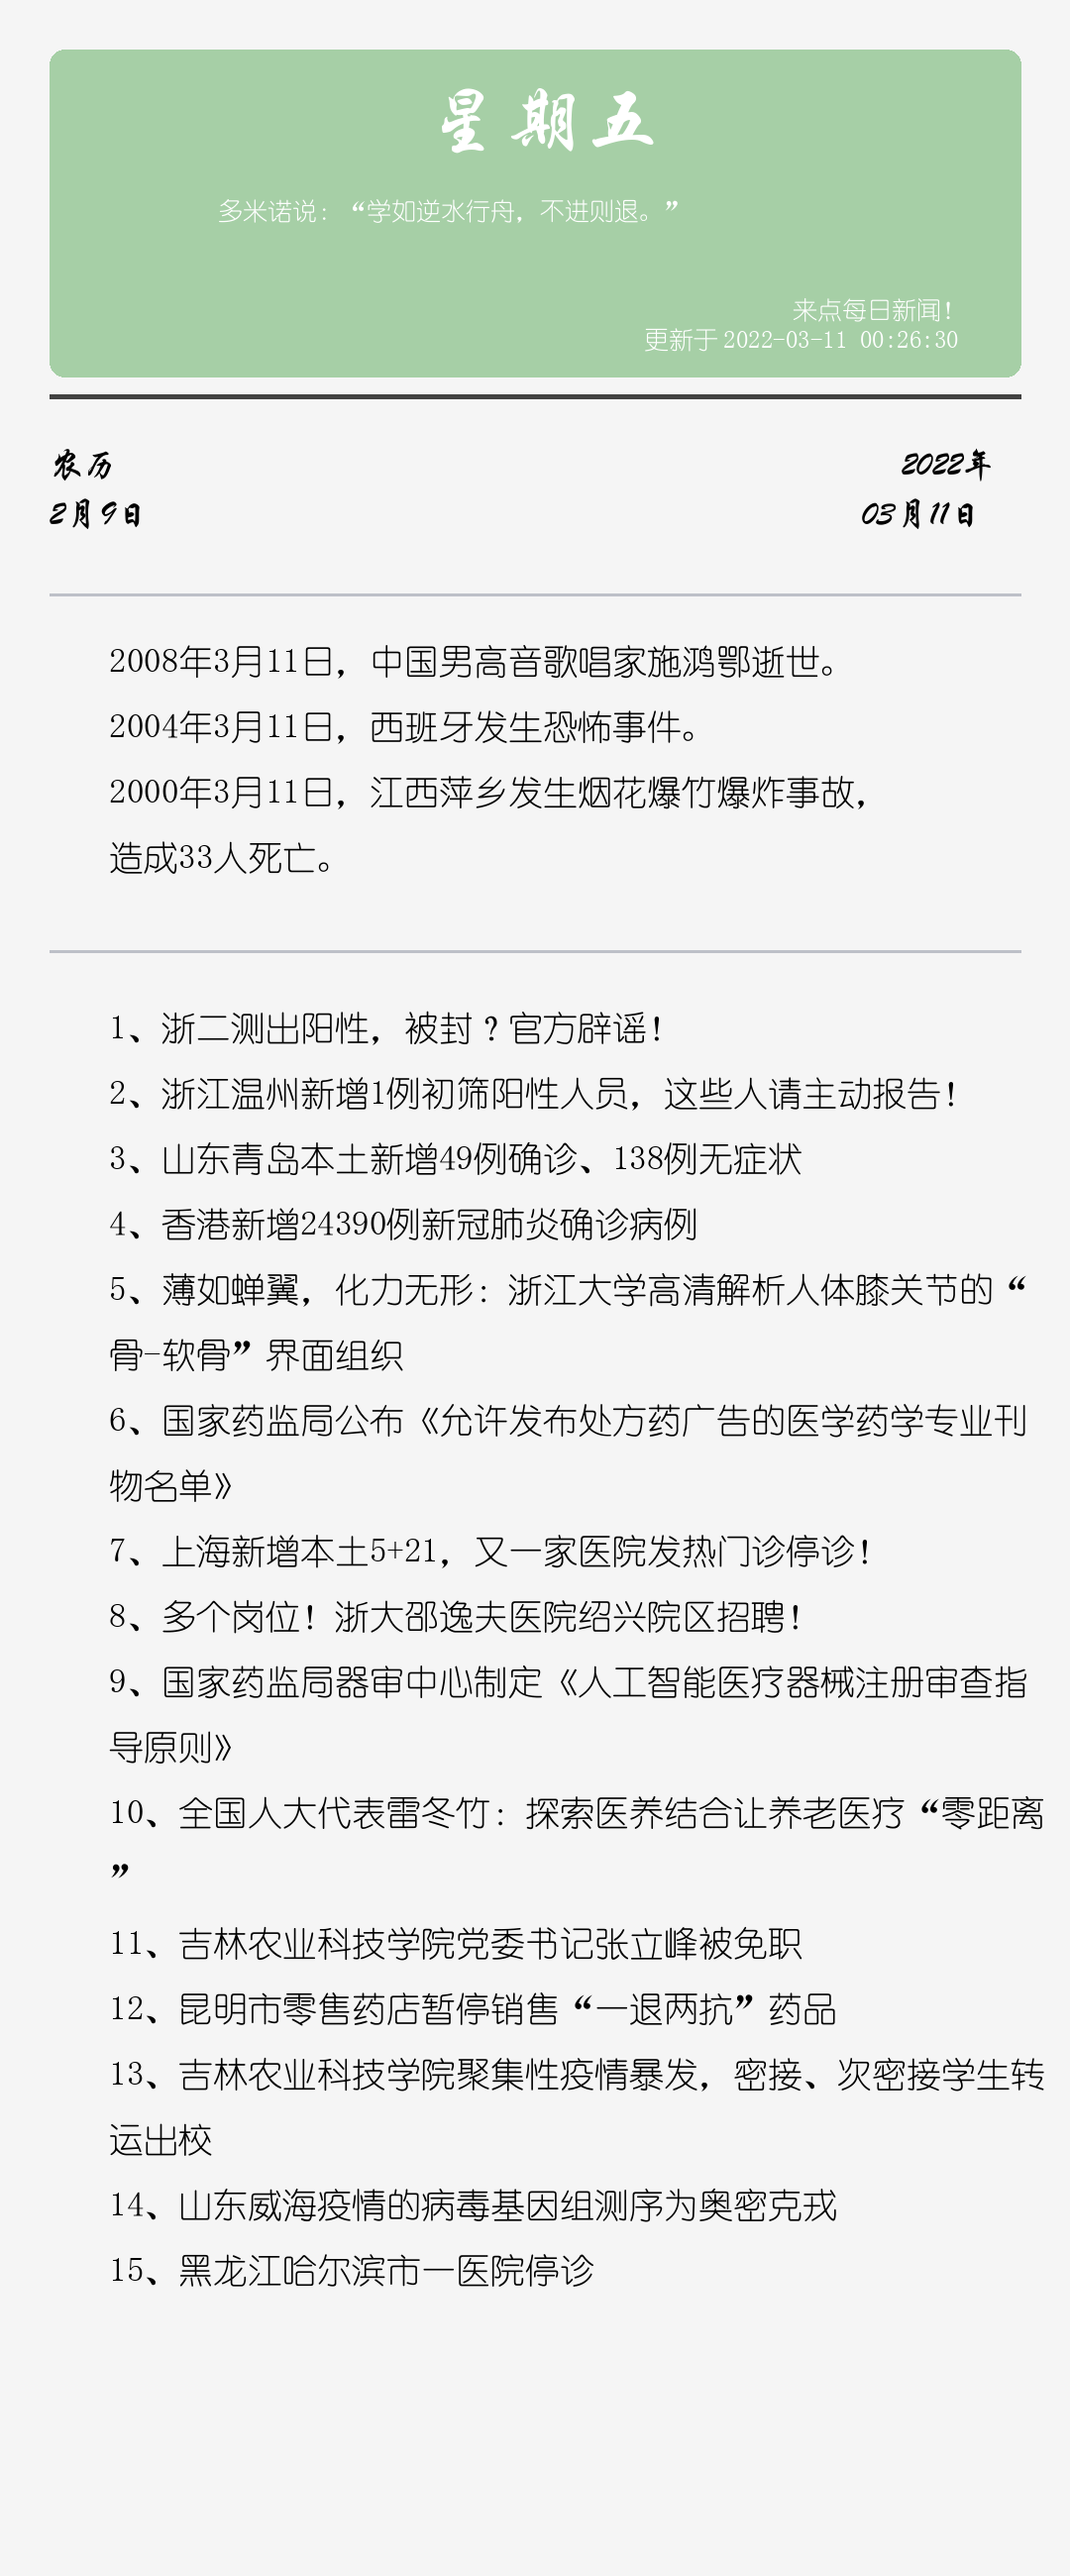 星期五
多米诺说：“学如逆水行舟，不进则退。”
来点每日新闻！
更新于 2022-03-11 00:26:30
农历
2022年
2月9日
03月11日
2008年3月11日，中国男高音歌唱家施鸿鄂逝世。
2004年3月11日，西班牙发生恐怖事件。
2000年3月11日，江西萍乡发生烟花爆竹爆炸事故，
造成33人死亡。
1、浙二测出阳性，被封？官方辟谣！
2、浙江温州新增1例初筛阳性人员，这些人请主动报告！
3、山东青岛本土新增49例确诊、138例无症状
4、香港新增24390例新冠肺炎确诊病例
5、薄如蝉翼，化力无形：浙江大学高清解析人体膝关节的“
骨-软骨”界面组织
6、国家药监局公布《允许发布处方药广告的医学药学专业刊
物名单》
7、上海新增本土5+21，又一家医院发热门诊停诊！
8、多个岗位！浙大邵逸夫医院绍兴院区招聘！
9、国家药监局器审中心制定《人工智能医疗器械注册审查指
导原则》
10、全国人大代表雷冬竹：探索医养结合让养老医疗“零距离
”
11、吉林农业科技学院党委书记张立峰被免职
12、昆明市零售药店暂停销售“一退两抗”药品
13、吉林农业科技学院聚集性疫情暴发，密接、次密接学生转
运出校
14、山东威海疫情的病毒基因组测序为奥密克戎
15、黑龙江哈尔滨市一医院停诊